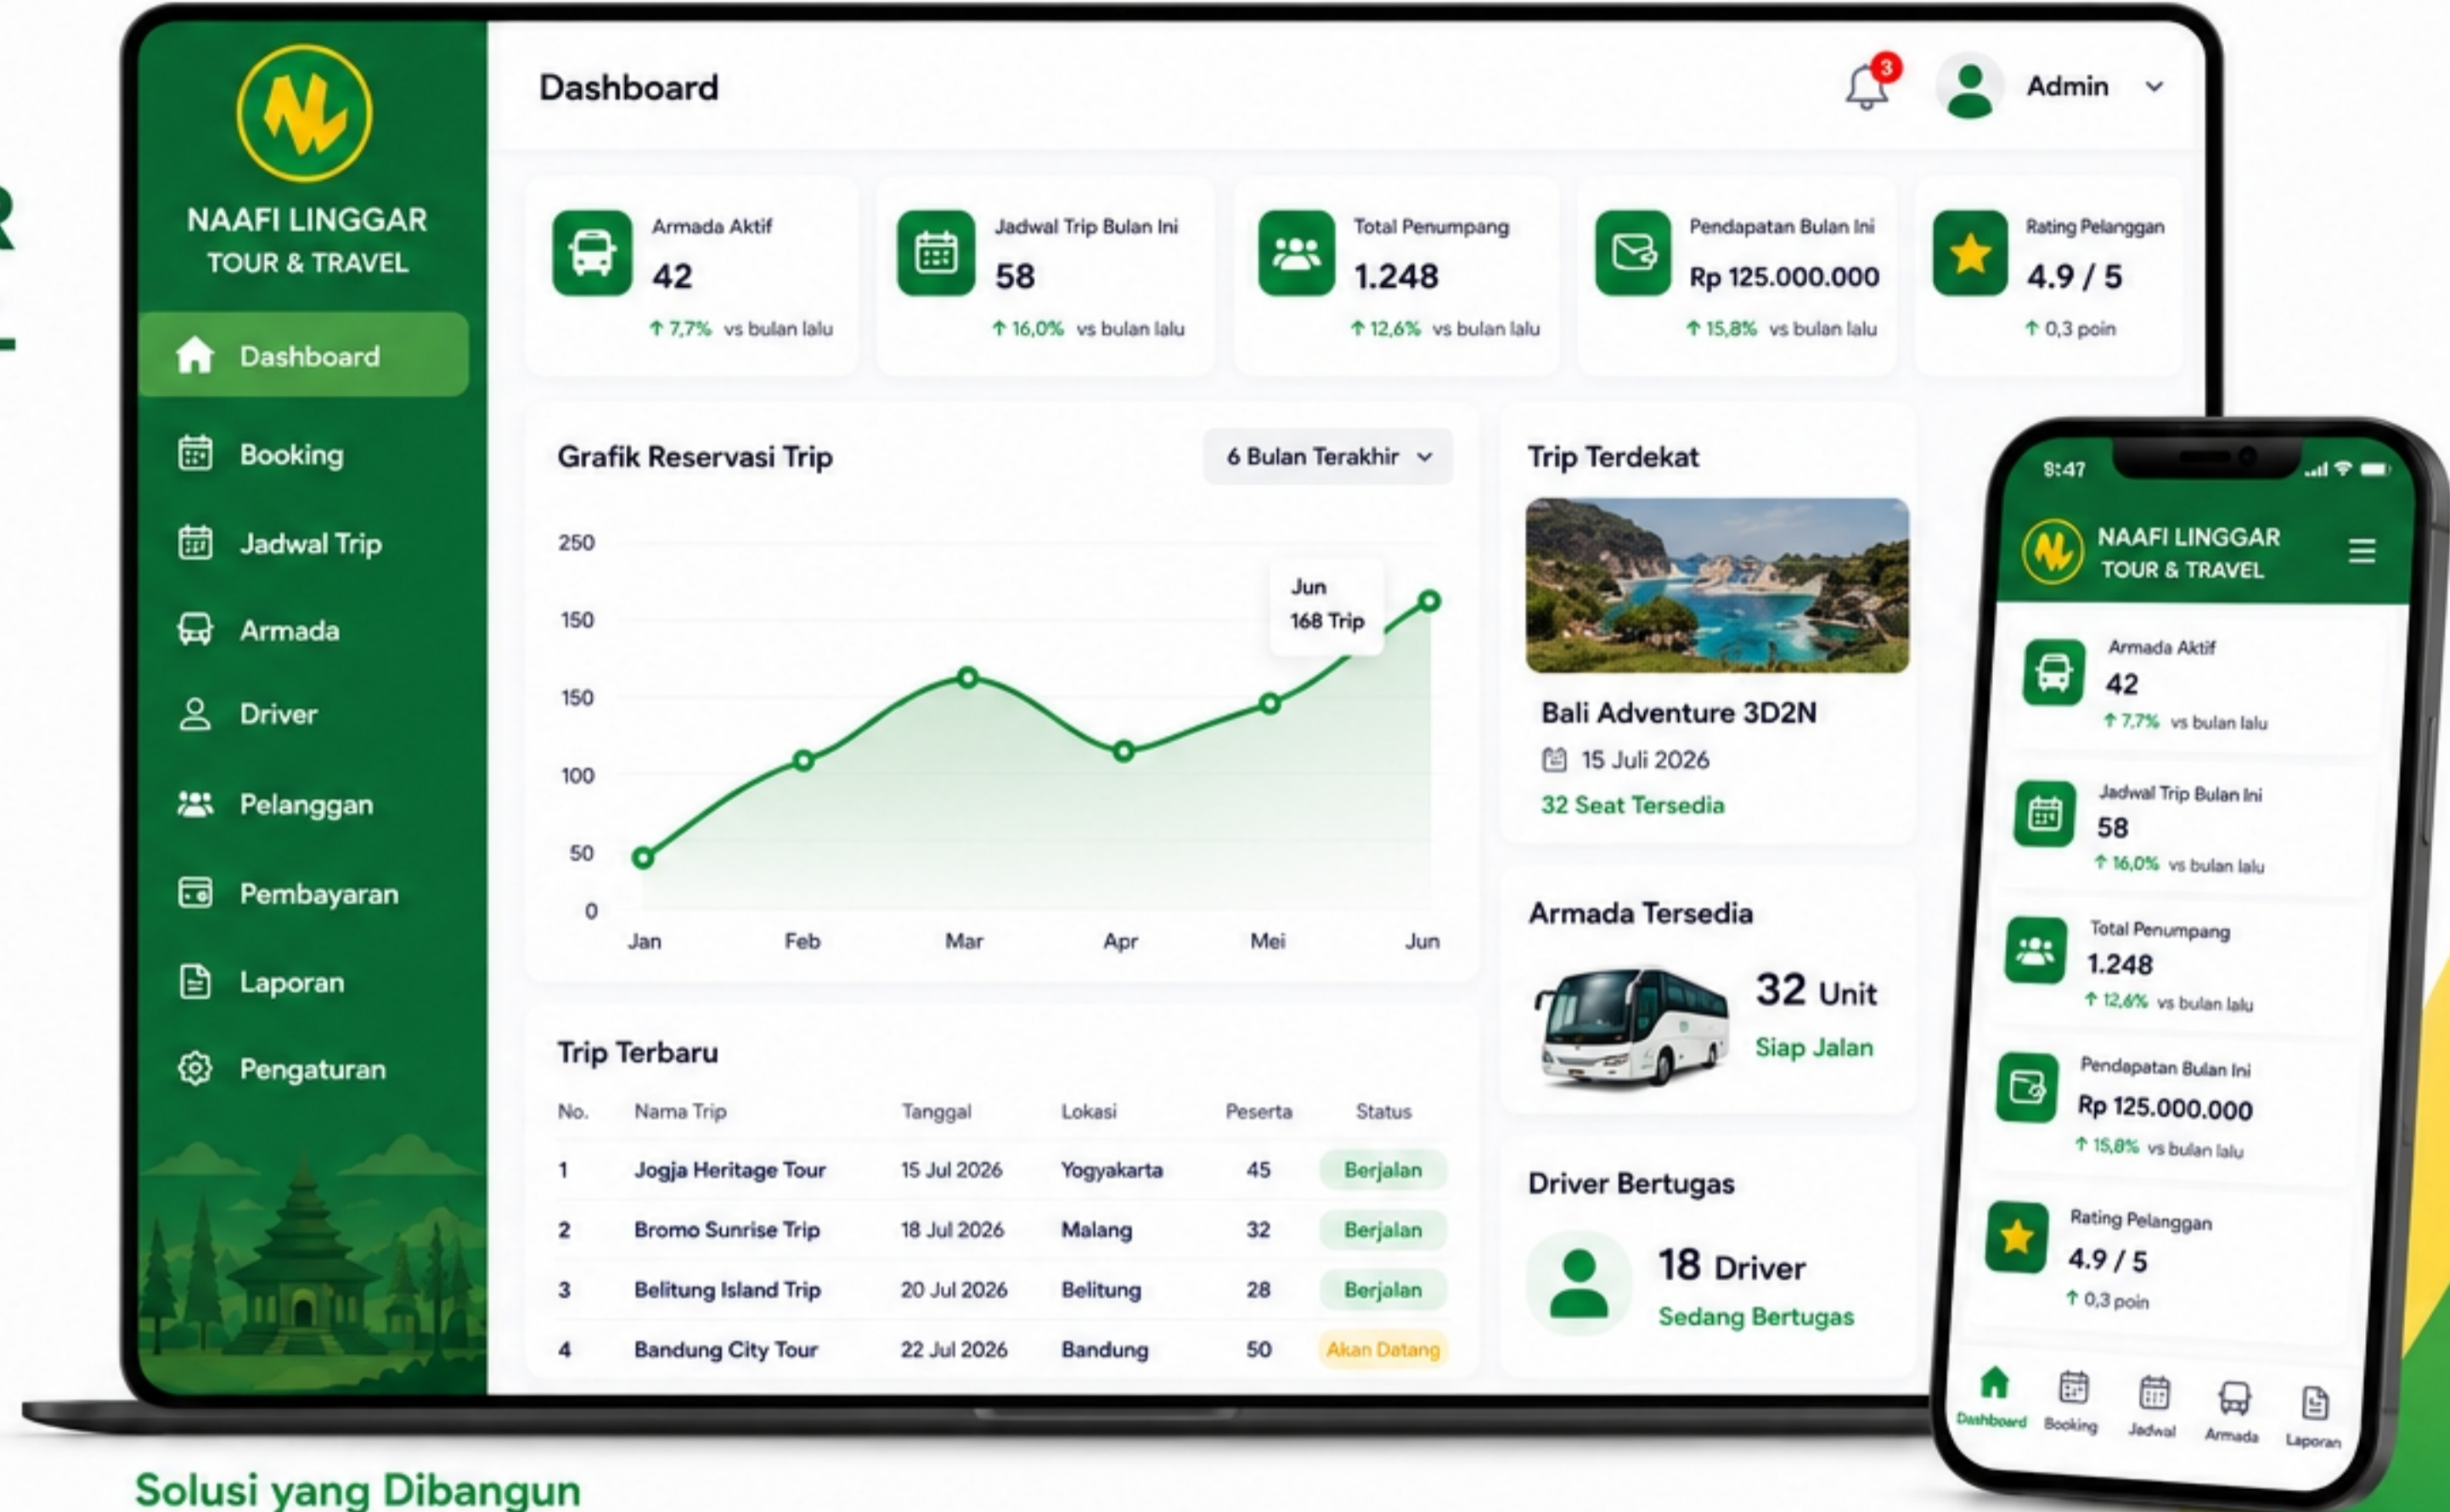 R
NAAFI LINGGAR
TOUR & TRAVEL
Dashboard
Booking
Jadwal Trip
Armada
Driver
Pelanggan
Pembayaran
Laporan
Pengaturan
Dashboard
3
Admin
Armada Aktif
42
↑ 7,7% vs bulan lalu
Jadwal Trip Bulan Ini
58
↑ 16,0% vs bulan lalu
Total Penumpang
1.248
↑ 12,6% vs bulan lalu
Pendapatan Bulan Ini
Rp 125.000.000
↑ 15,8% vs bulan lalu
Rating Pelanggan
4.9 / 5
↑ 0,3 poin
Grafik Reservasi Trip
6 Bulan Terakhir
250
150
150
100
50
0
Jun
168 Trip
Jan Feb Mar Apr Mei Jun
Trip Terbaru
No. Nama Trip Tanggal Lokasi Peserta Status
1 Jogja Heritage Tour 15 Jul 2026 Yogyakarta 45 Berjalan
2 Bromo Sunrise Trip 18 Jul 2026 Malang 32 Berjalan
3 Belitung Island Trip 20 Jul 2026 Belitung 28 Berjalan
4 Bandung City Tour 22 Jul 2026 Bandung 50 Akan Datang
Trip Terdekat
Bali Adventure 3D2N
15 Juli 2026
32 Seat Tersedia
Armada Tersedia
32 Unit
Siap Jalan
Driver Bertugas
18 Driver
Sedang Bertugas
8:47
NAAFI LINGGAR
TOUR & TRAVEL
Armada Aktif
42
↑ 7,7% vs bulan lalu
Jadwal Trip Bulan Ini
58
↑ 16,0% vs bulan lalu
Total Penumpang
1.248
↑ 12,6% vs bulan lalu
Pendapatan Bulan Ini
Rp 125.000.000
↑ 15,8% vs bulan lalu
Rating Pelanggan
4.9 / 5
↑ 0,3 poin
Dashboard Booking Jadwal Armada Laporan
Solusi yang Dibangun